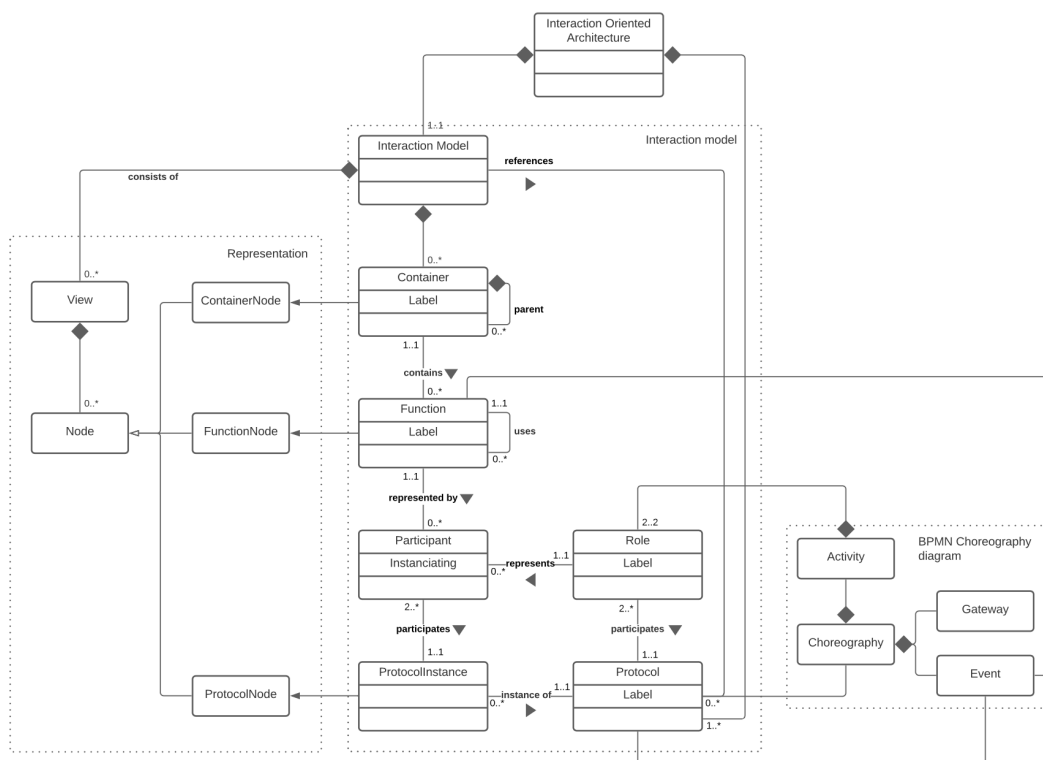 Interaction Oriented
Architecture
1..1
Interaction model
Interaction Model
references
consists of
Representation
0..*
0..*
View
ContainerNode
Container
Label
parent
0..*
1..1
contains
0..*
0..*
Node
FunctionNode
Function
Label
1..1
uses
0..*
1..1
represented by
0..*
2..2
BPMN Choreography
diagram
Participant
Instanciating
Role
Label
1..1
represents
0..*
Activity
Gateway
2..*
2..*
participates
participates
Choreography
1..1
1..1
ProtocolInstance
Protocol
Event
ProtocolNode
Label
1..1
instance of
0..*
0..*
1..*